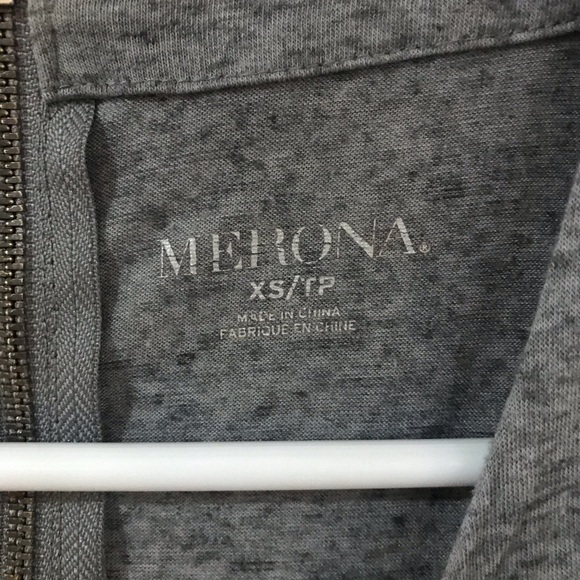 MERONA®
XS/TP
MADE IN CHINA
FABRIQUE EN CHINE